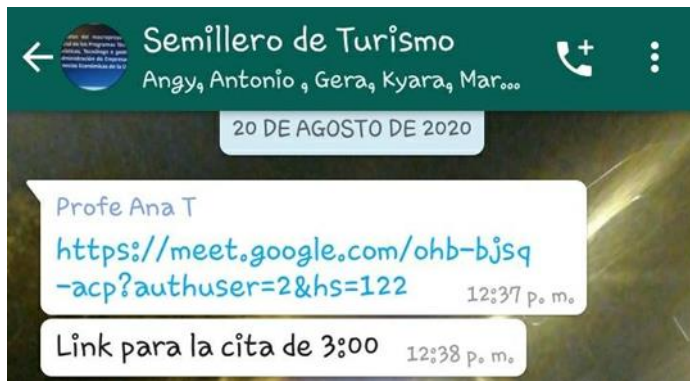 Semillero de Turismo
Angy, Antonio , Gera, Kyara, Mar...
20 DE AGOSTO DE 2020
Profe Ana T
https://meet.google.com/ohb-bjsq
-acp?authuser=2&hs=122
12:37 p. m.
Link para la cita de 3:00
12:38 p. m.